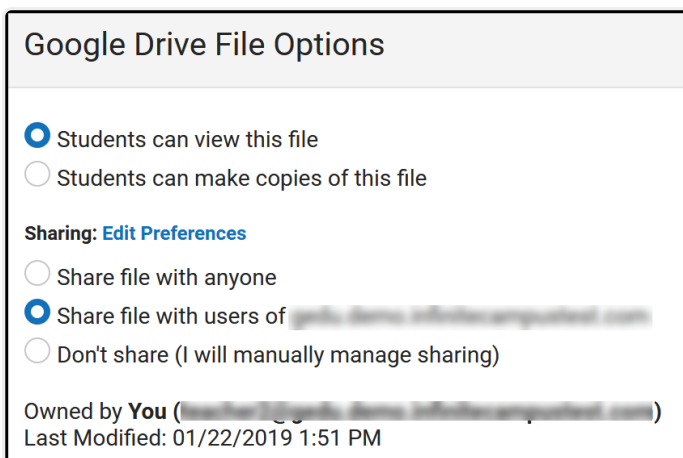 Google Drive File Options
Students can view this file
Students can make copies of this file
Sharing: Edit Preferences
Share file with anyone
Share file with users of
Don't share (I will manually manage sharing)
Owned by You ( )
Last Modified: 01/22/2019 1:51 PM